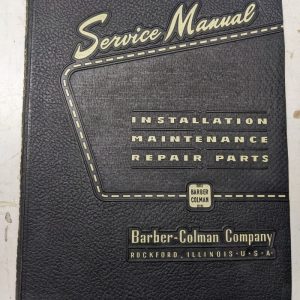 Service Manual
INSTALLATION
MAINTENANCE
REPAIR PARTS
BARBER
COLMAN
Barber-Colman Company
ROCKFORD, ILLINOIS · U · S · A ·